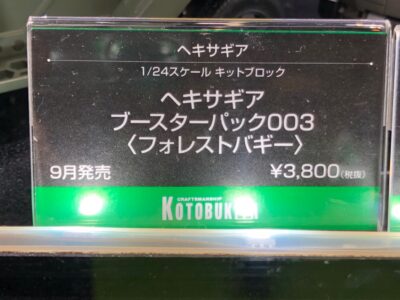 ヘキサギア
1/24スケール キットブロック
ヘキサギア
ブースターパック003
〈フォレストバギー〉
9月発売 ¥3,800(税抜)
CRAFTSMANSHIP